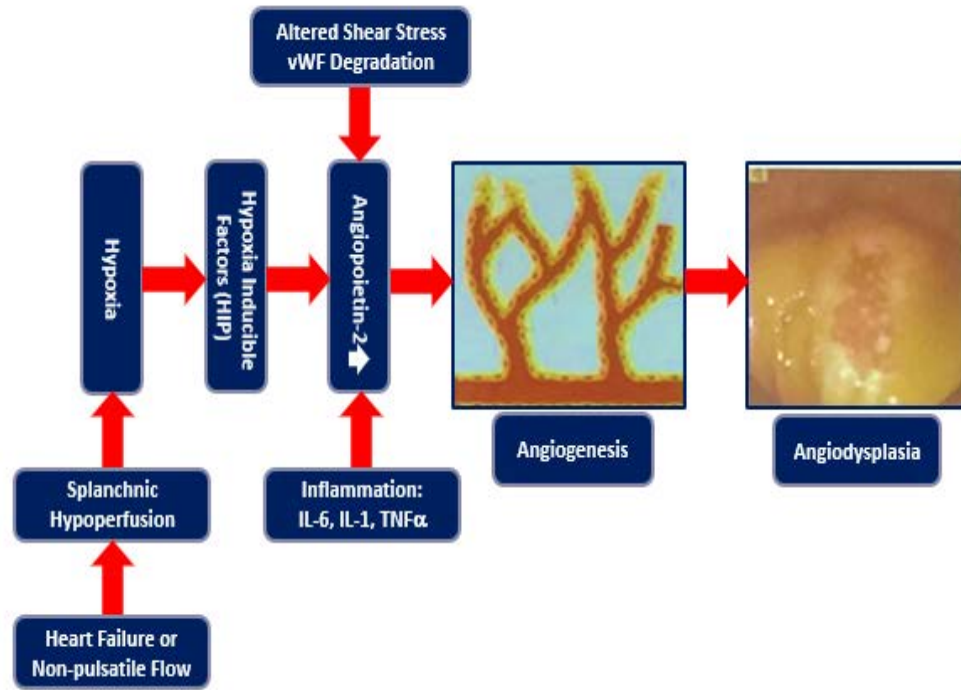 Altered Shear Stress
vWF Degradation
Hypoxia
Hypoxia Inducible
Factors (HIP)
Angiopoietin-2
Angiogenesis
Angiodysplasia
Splanchnic
Hypoperfusion
Inflammation:
IL-6, IL-1, TNFα
Heart Failure or
Non-pulsatile Flow